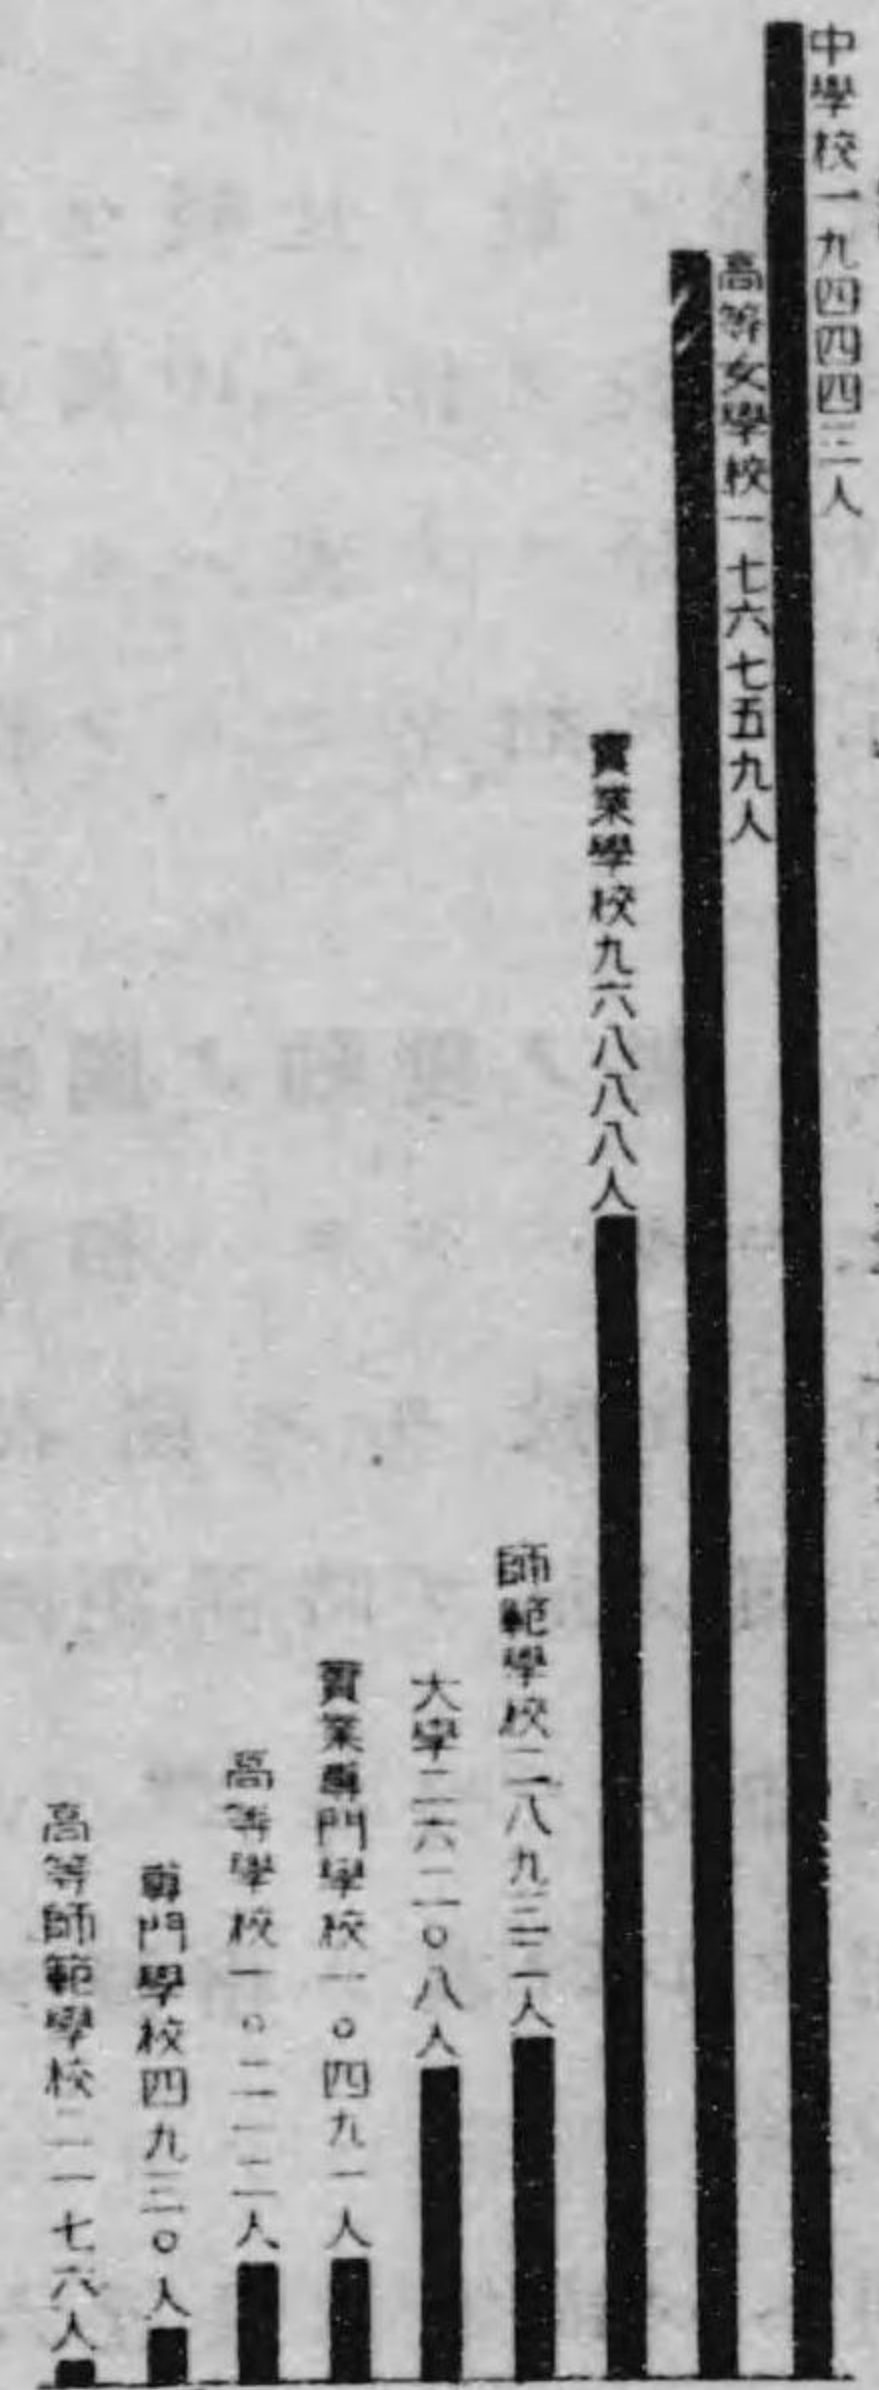 中學校一九四四四三人
高等女學校一七六七五九人
實業學校九六八八八人
師範學校二八九三二人
大學二六二〇八人
實業專門學校一〇四九一人
高等學校一〇二一二人
專門學校四九三〇人
高等師範學校二一七六人